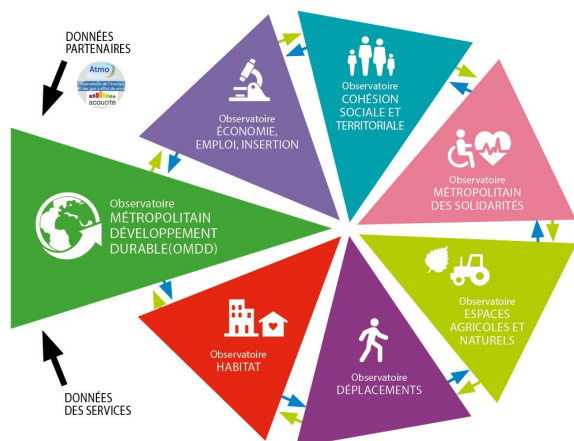 DONNÉES
PARTENAIRES
Atmo
acoucité
Observatoire
ÉCONOMIE,
EMPLOI, INSERTION
Observatoire
COHÉSION
SOCIALE ET
TERRITORIALE
Observatoire
MÉTROPOLITAIN
DES SOLIDARITÉS
Observatoire
MÉTROPOLITAIN
DÉVELOPPEMENT
DURABLE(OMDD)
Observatoire
ESPACES
AGRICOLES ET
NATURELS
Observatoire
HABITAT
Observatoire
DÉPLACEMENTS
DONNÉES
DES SERVICES